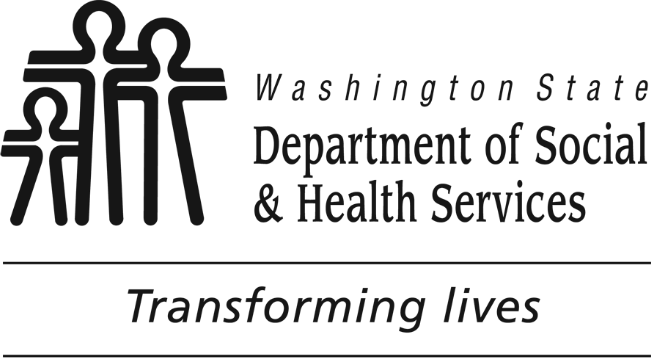 Washington State
Department of Social
& Health Services
Transforming lives